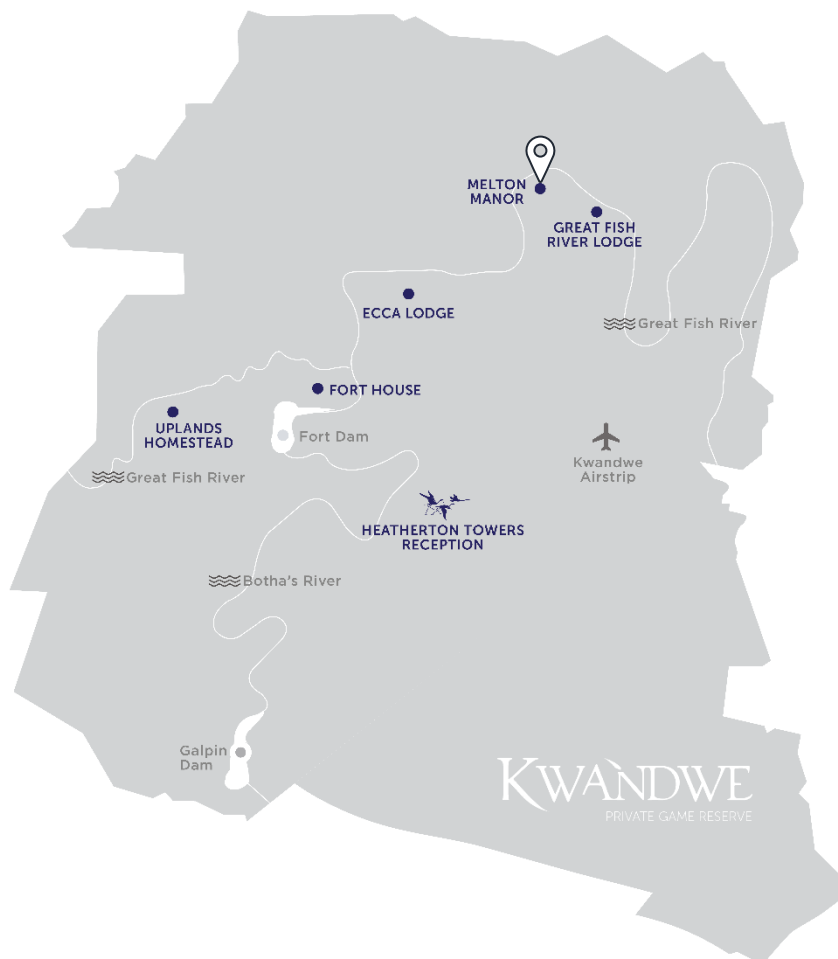 MELTON
MANOR
GREAT FISH
RIVER LODGE
ECCA LODGE
Great Fish River
FORT HOUSE
UPLANDS
HOMESTEAD
Fort Dam
Kwandwe
Airstrip
Great Fish River
HEATHERTON TOWERS
RECEPTION
Botha's River
Galpin
Dam
KWANDWE
PRIVATE GAME RESERVE